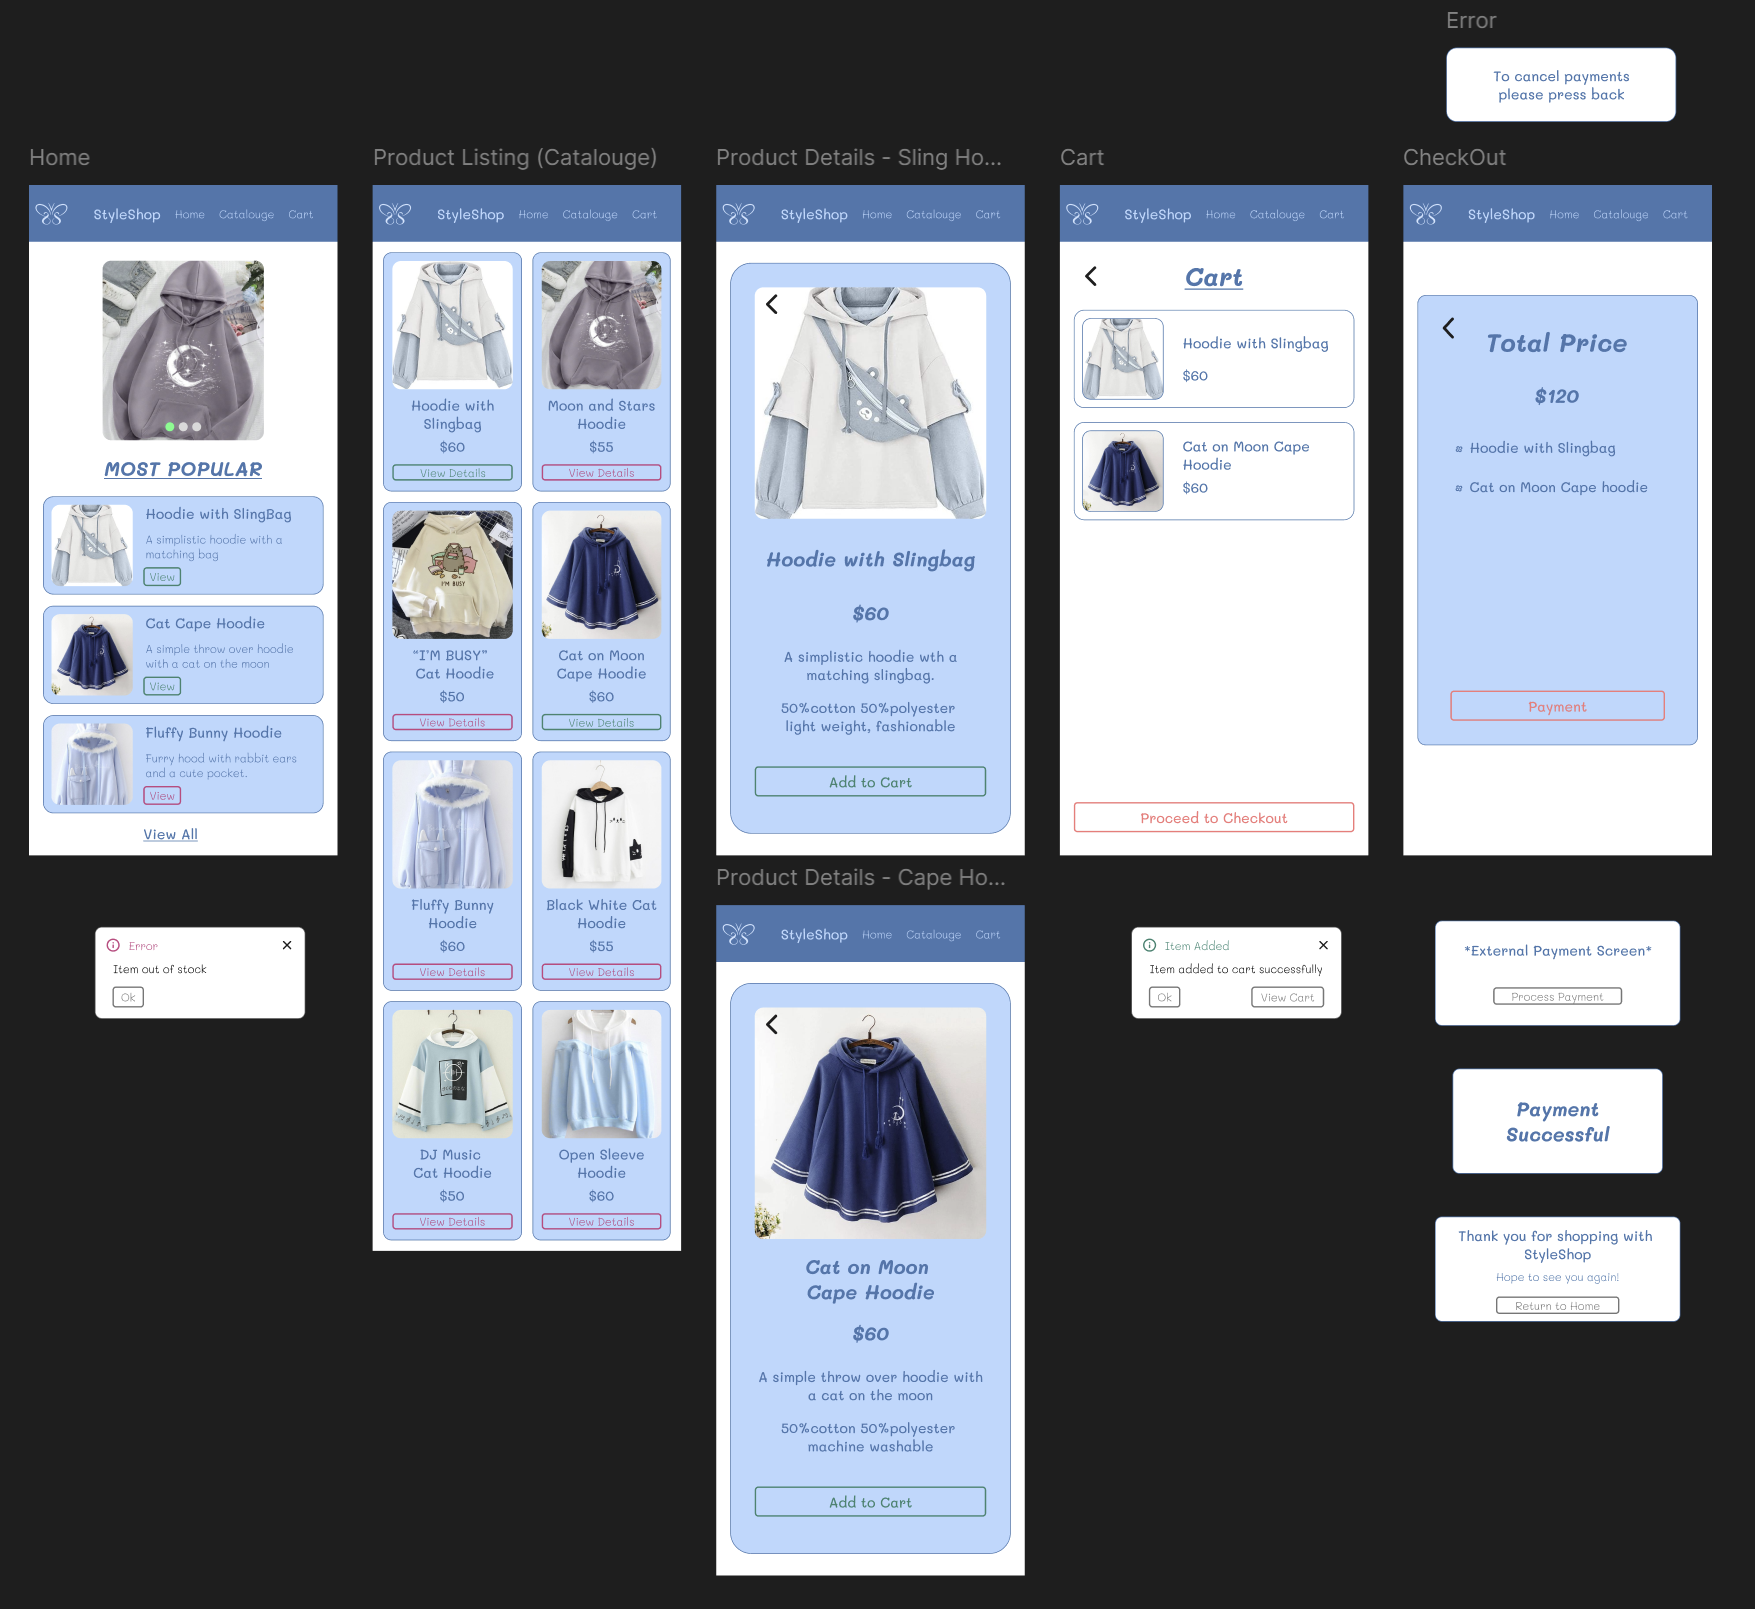 Error
To cancel payments
please press back
Home
StyleShop Home Catalouge Cart
MOST POPULAR
Hoodie with SlingBag
A simplistic hoodie with a
matching bag
View
Cat Cape Hoodie
A simple throw over hoodie
with a cat on the moon
View
Fluffy Bunny Hoodie
Furry hood with rabbit ears
and a cute pocket.
View
View All
Error
Item out of stock
Ok
Product Listing (Catalouge)
StyleShop Home Catalouge Cart
Hoodie with
Slingbag
$60
View Details
Moon and Stars
Hoodie
$55
View Details
I'M BUSY
“I’M BUSY”
Cat Hoodie
$50
View Details
Cat on Moon
Cape Hoodie
$60
View Details
Fluffy Bunny
Hoodie
$60
View Details
Black White Cat
Hoodie
$55
View Details
DJ Music
Cat Hoodie
$50
View Details
Open Sleeve
Hoodie
$60
View Details
Product Details - Sling Ho...
StyleShop Home Catalouge Cart
Hoodie with Slingbag
$60
A simplistic hoodie wth a
matching slingbag.
50%cotton 50%polyester
light weight, fashionable
Add to Cart
Product Details - Cape Ho...
StyleShop Home Catalouge Cart
Cat on Moon
Cape Hoodie
$60
A simple throw over hoodie with
a cat on the moon
50%cotton 50%polyester
machine washable
Add to Cart
Cart
StyleShop Home Catalouge Cart
Cart
Hoodie with Slingbag
$60
Cat on Moon Cape
Hoodie
$60
Proceed to Checkout
Item Added
Item added to cart successfully
Ok View Cart
CheckOut
StyleShop Home Catalouge Cart
Total Price
$120
Hoodie with Slingbag
Cat on Moon Cape hoodie
Payment
*External Payment Screen*
Process Payment
Payment
Successful
Thank you for shopping with
StyleShop
Hope to see you again!
Return to Home